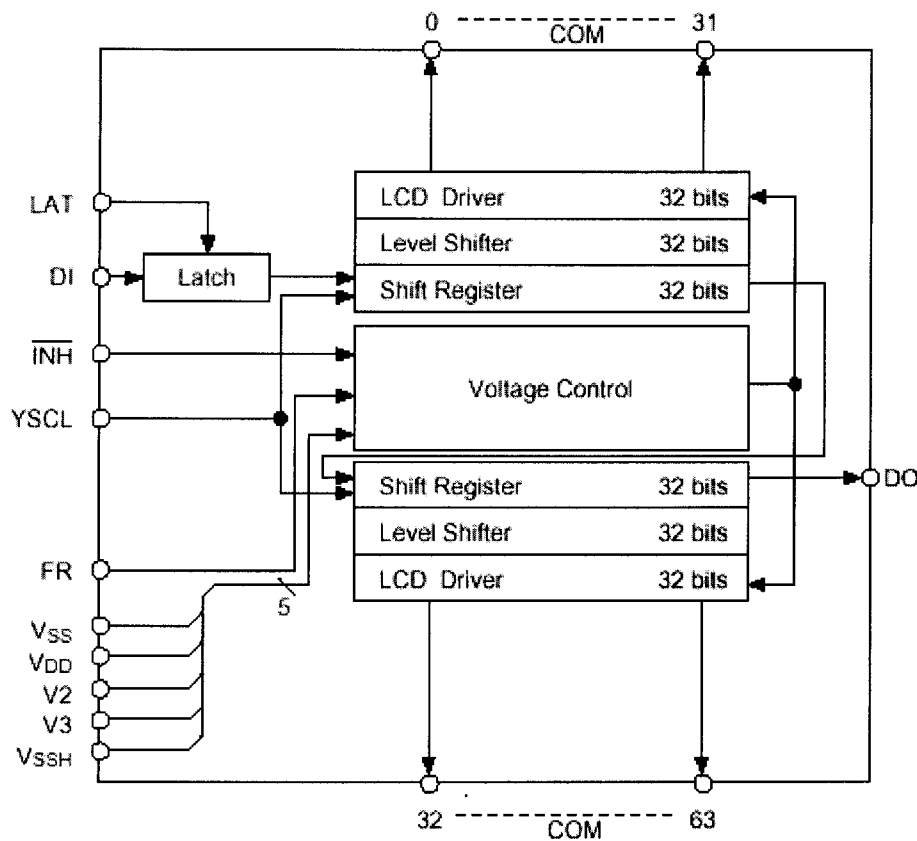 0 31
COM
LAT
LCD Driver 32 bits
Level Shifter 32 bits
DI
Latch
Shift Register 32 bits
INH
Voltage Control
YSCL
Shift Register 32 bits
DO
Level Shifter 32 bits
FR
LCD Driver 32 bits
5
VSS
VDD
V2
V3
VSSH
32 63
COM